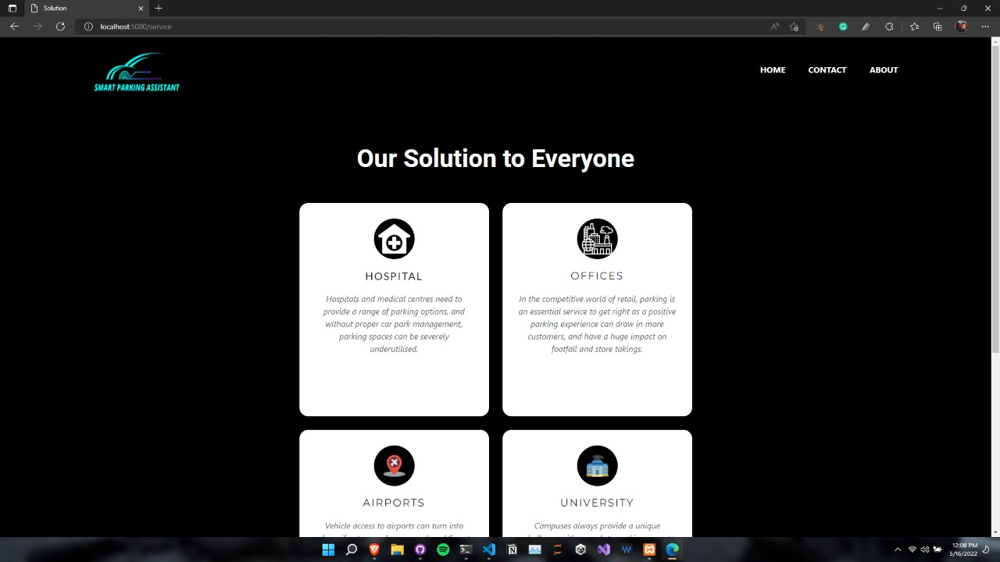 Solution
localhost:5000/service
SMART PARKING ASSISTANT
HOME CONTACT ABOUT
Our Solution to Everyone
HOSPITAL
Hospitals and medical centres need to
provide a range of parking options, and
without proper car park management,
parking spaces can be severely
underutilised.
OFFICES
In the competitive world of retail, parking is
an essential service to get right as a positive
parking experience can draw in more
customers, and have a huge impact on
footfall and store takings.
AIRPORTS
Vehicle access to airports can turn into
UNIVERSITY
Campuses always provide a unique
12:08 PM
5/16/2022